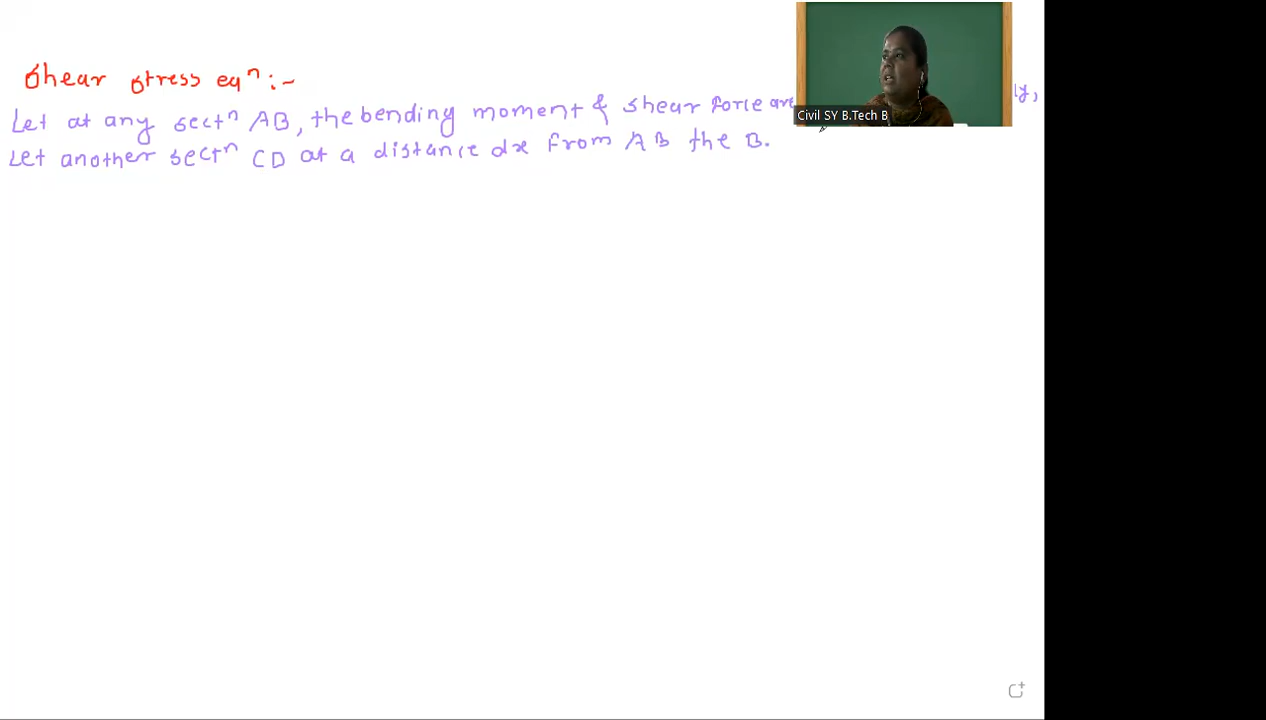 Shear stress eqⁿ :-
Let at any sectⁿ AB, the bending moment & shear force are ly,
Civil SY B.Tech B
Let another sectⁿ CD at a distance dx from AB the B.